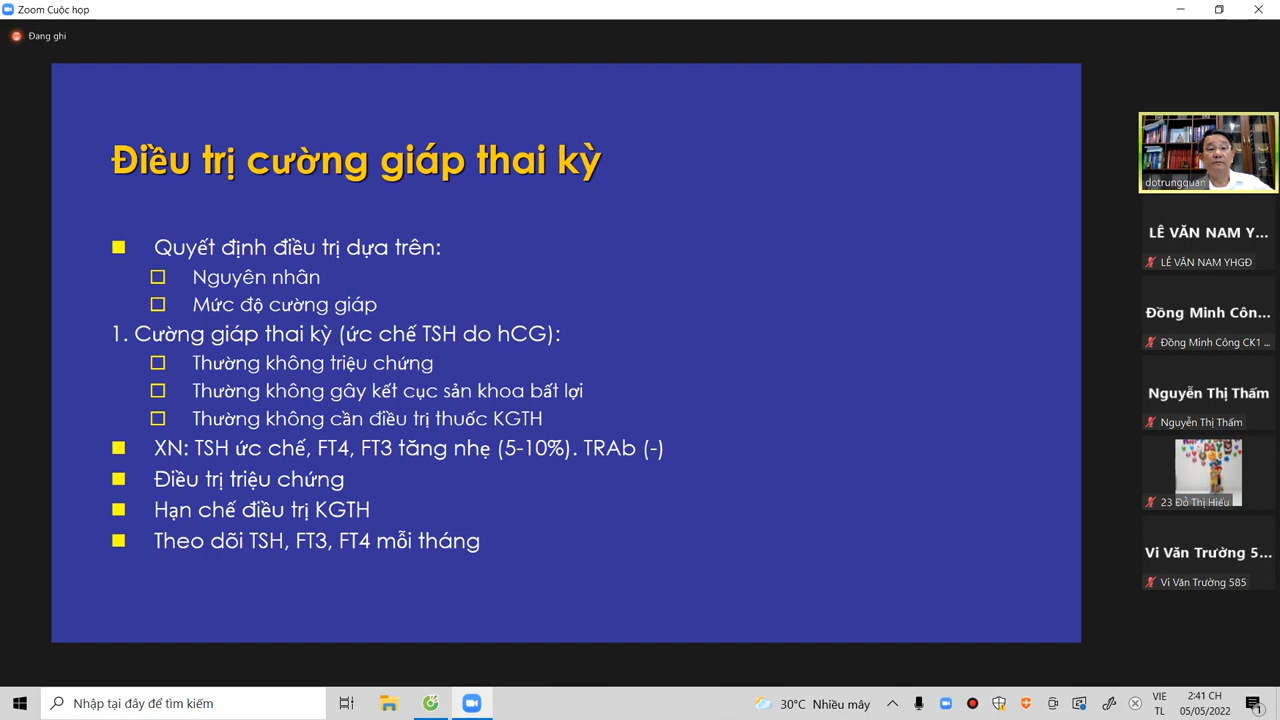 Zoom Cuộc họp
Đang ghi
Điều trị cường giáp thai kỳ
Quyết định điều trị dựa trên:
Nguyên nhân
Mức độ cường giáp
1. Cường giáp thai kỳ (ức chế TSH do hCG):
Thường không triệu chứng
Thường không gây kết cục sản khoa bất lợi
Thường không cần điều trị thuốc KGTH
XN: TSH ức chế, FT4, FT3 tăng nhẹ (5-10%). TRAb (-)
Điều trị triệu chứng
Hạn chế điều trị KGTH
Theo dõi TSH, FT3, FT4 mỗi tháng
dotrungquan
LÊ VĂN NAM Y...
LÊ VĂN NAM YHGĐ
Đồng Minh Côn...
Đồng Minh Công CK1 ...
Nguyễn Thị Thấm
Nguyễn Thị Thấm
23 Đỗ Thị Hiếu
Vi Văn Trường 5...
Vi Văn Trường 585
Nhập tại đây để tìm kiếm
30°C Nhiều mây
VIE
TL
2:41 CH
05/05/2022
1